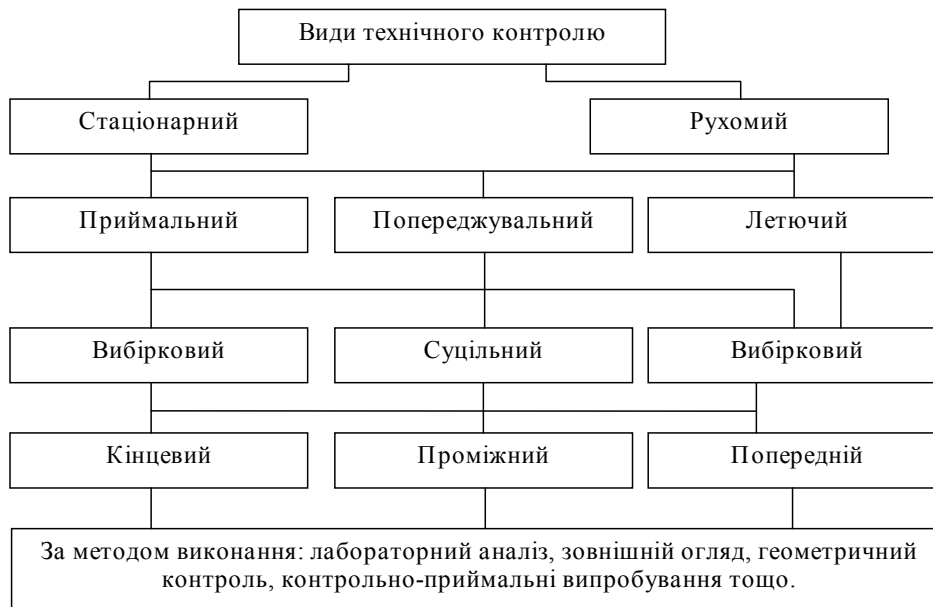 Види технічного контролю
Стаціонарний
Рухомий
Приймальний
Попереджувальний
Летючий
Вибірковий
Суцільний
Вибірковий
Кінцевий
Проміжний
Попередній
За методом виконання: лабораторний аналіз, зовнішній огляд, геометричний
контроль, контрольно-приймальні випробування тощо.